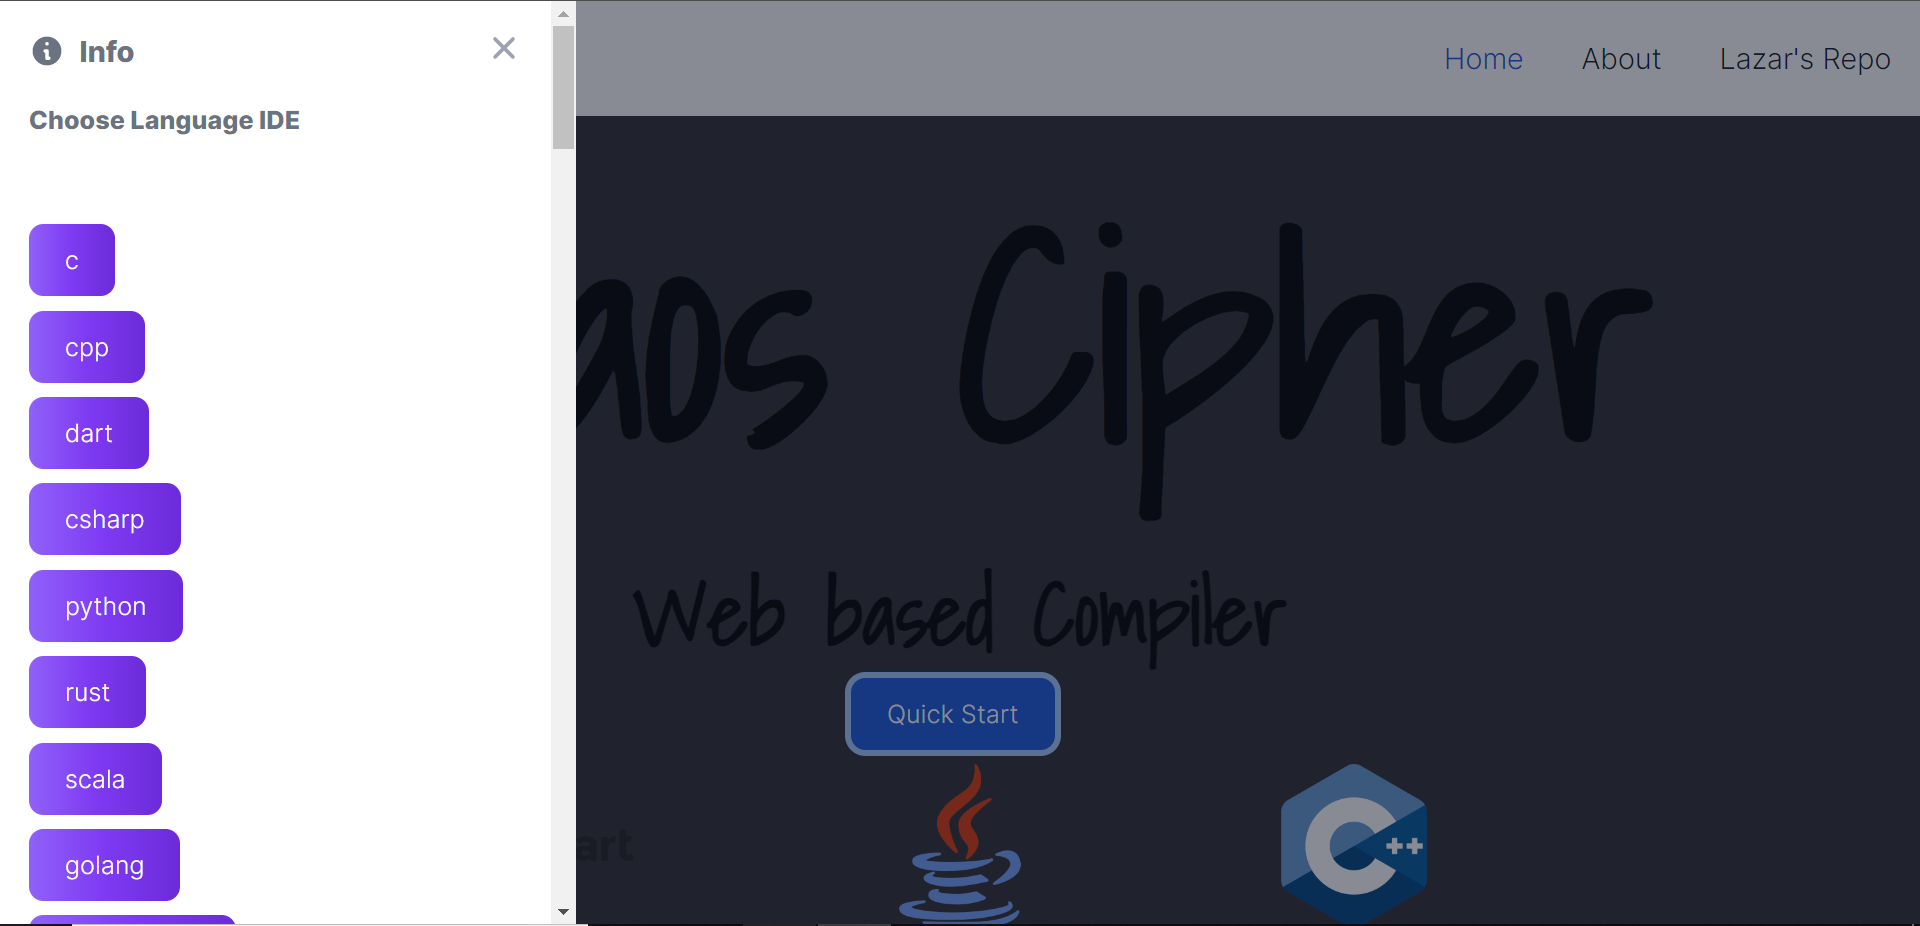 Info
Choose Language IDE
c
cpp
dart
csharp
python
rust
scala
golang
Home About Lazar's Repo
aos Cipher
Web based Compiler
Quick Start
art
C++